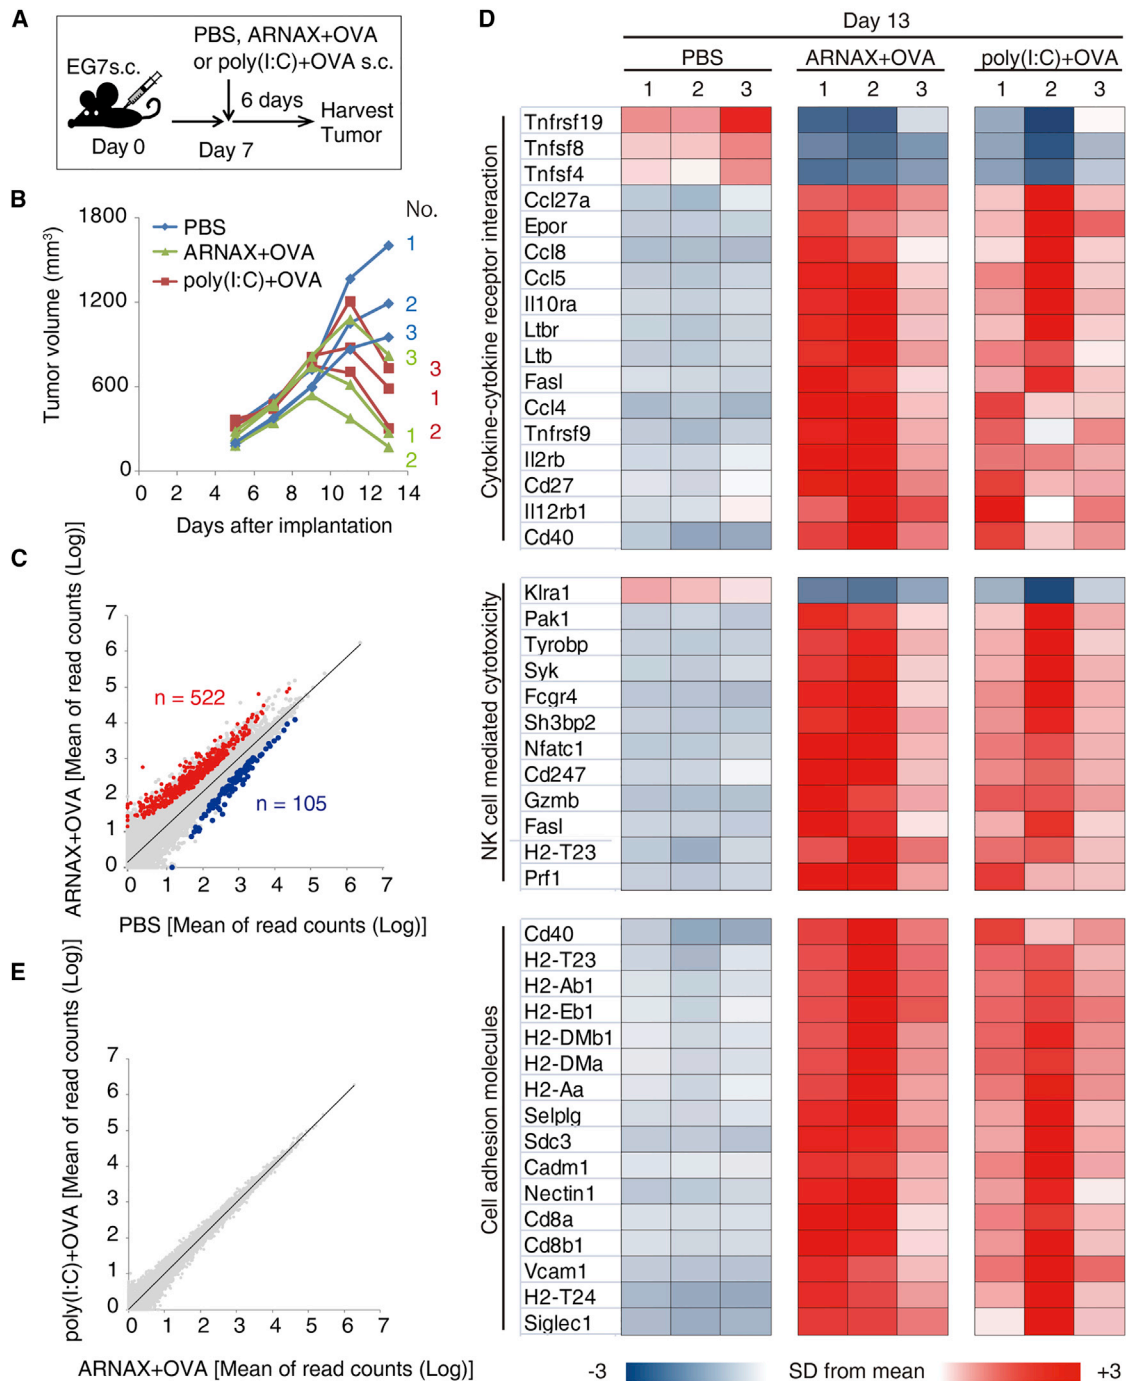 A
PBS, ARNAX+OVA
or poly(I:C)+OVA s.c.
EG7s.c.
6 days
Harvest
Tumor
Day 0
Day 7
B
No.
1800
1200
600
0
Tumor volume (mm³)
PBS
ARNAX+OVA
poly(I:C)+OVA
1
2
3
3
3
1
1
2
2
0 2 4 6 8 10 12 14
Days after implantation
C
ARNAX+OVA [Mean of read counts (Log)]
7
6
5
4
3
2
1
0
n = 522
n = 105
0 1 2 3 4 5 6 7
PBS [Mean of read counts (Log)]
E
poly(I:C)+OVA [Mean of read counts (Log)]
7
6
5
4
3
2
1
0
0 1 2 3 4 5 6 7
ARNAX+OVA [Mean of read counts (Log)]
D
Day 13
PBS ARNAX+OVA poly(I:C)+OVA
1 2 3 1 2 3 1 2 3
Cytokine-cytokine receptor interaction
Tnfrsf19
Tnfsf8
Tnfsf4
Ccl27a
Epor
Ccl8
Ccl5
Il10ra
Ltbr
Ltb
Fasl
Ccl4
Tnfrsf9
Il2rb
Cd27
Il12rb1
Cd40
NK cell mediated cytotoxicity
Klra1
Pak1
Tyrobp
Syk
Fcgr4
Sh3bp2
Nfatc1
Cd247
Gzmb
Fasl
H2-T23
Prf1
Cell adhesion molecules
Cd40
H2-T23
H2-Ab1
H2-Eb1
H2-DMb1
H2-DMa
H2-Aa
Selplg
Sdc3
Cadm1
Nectin1
Cd8a
Cd8b1
Vcam1
H2-T24
Siglec1
-3 SD from mean +3